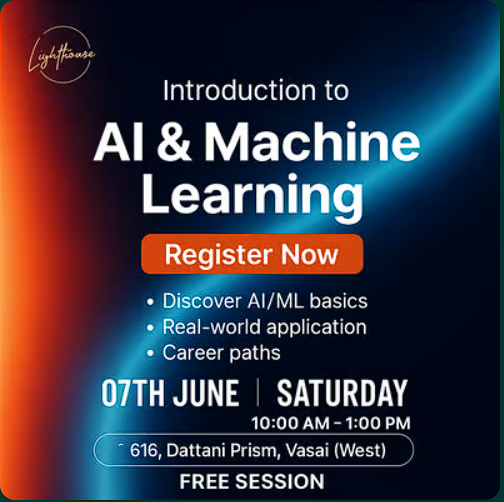 Lighthouse
Introduction to
AI & Machine
Learning
Register Now
• Discover AI/ML basics
• Real-world application
• Career paths
07TH JUNE | SATURDAY
10:00 AM – 1:00 PM
616, Dattani Prism, Vasai (West)
FREE SESSION